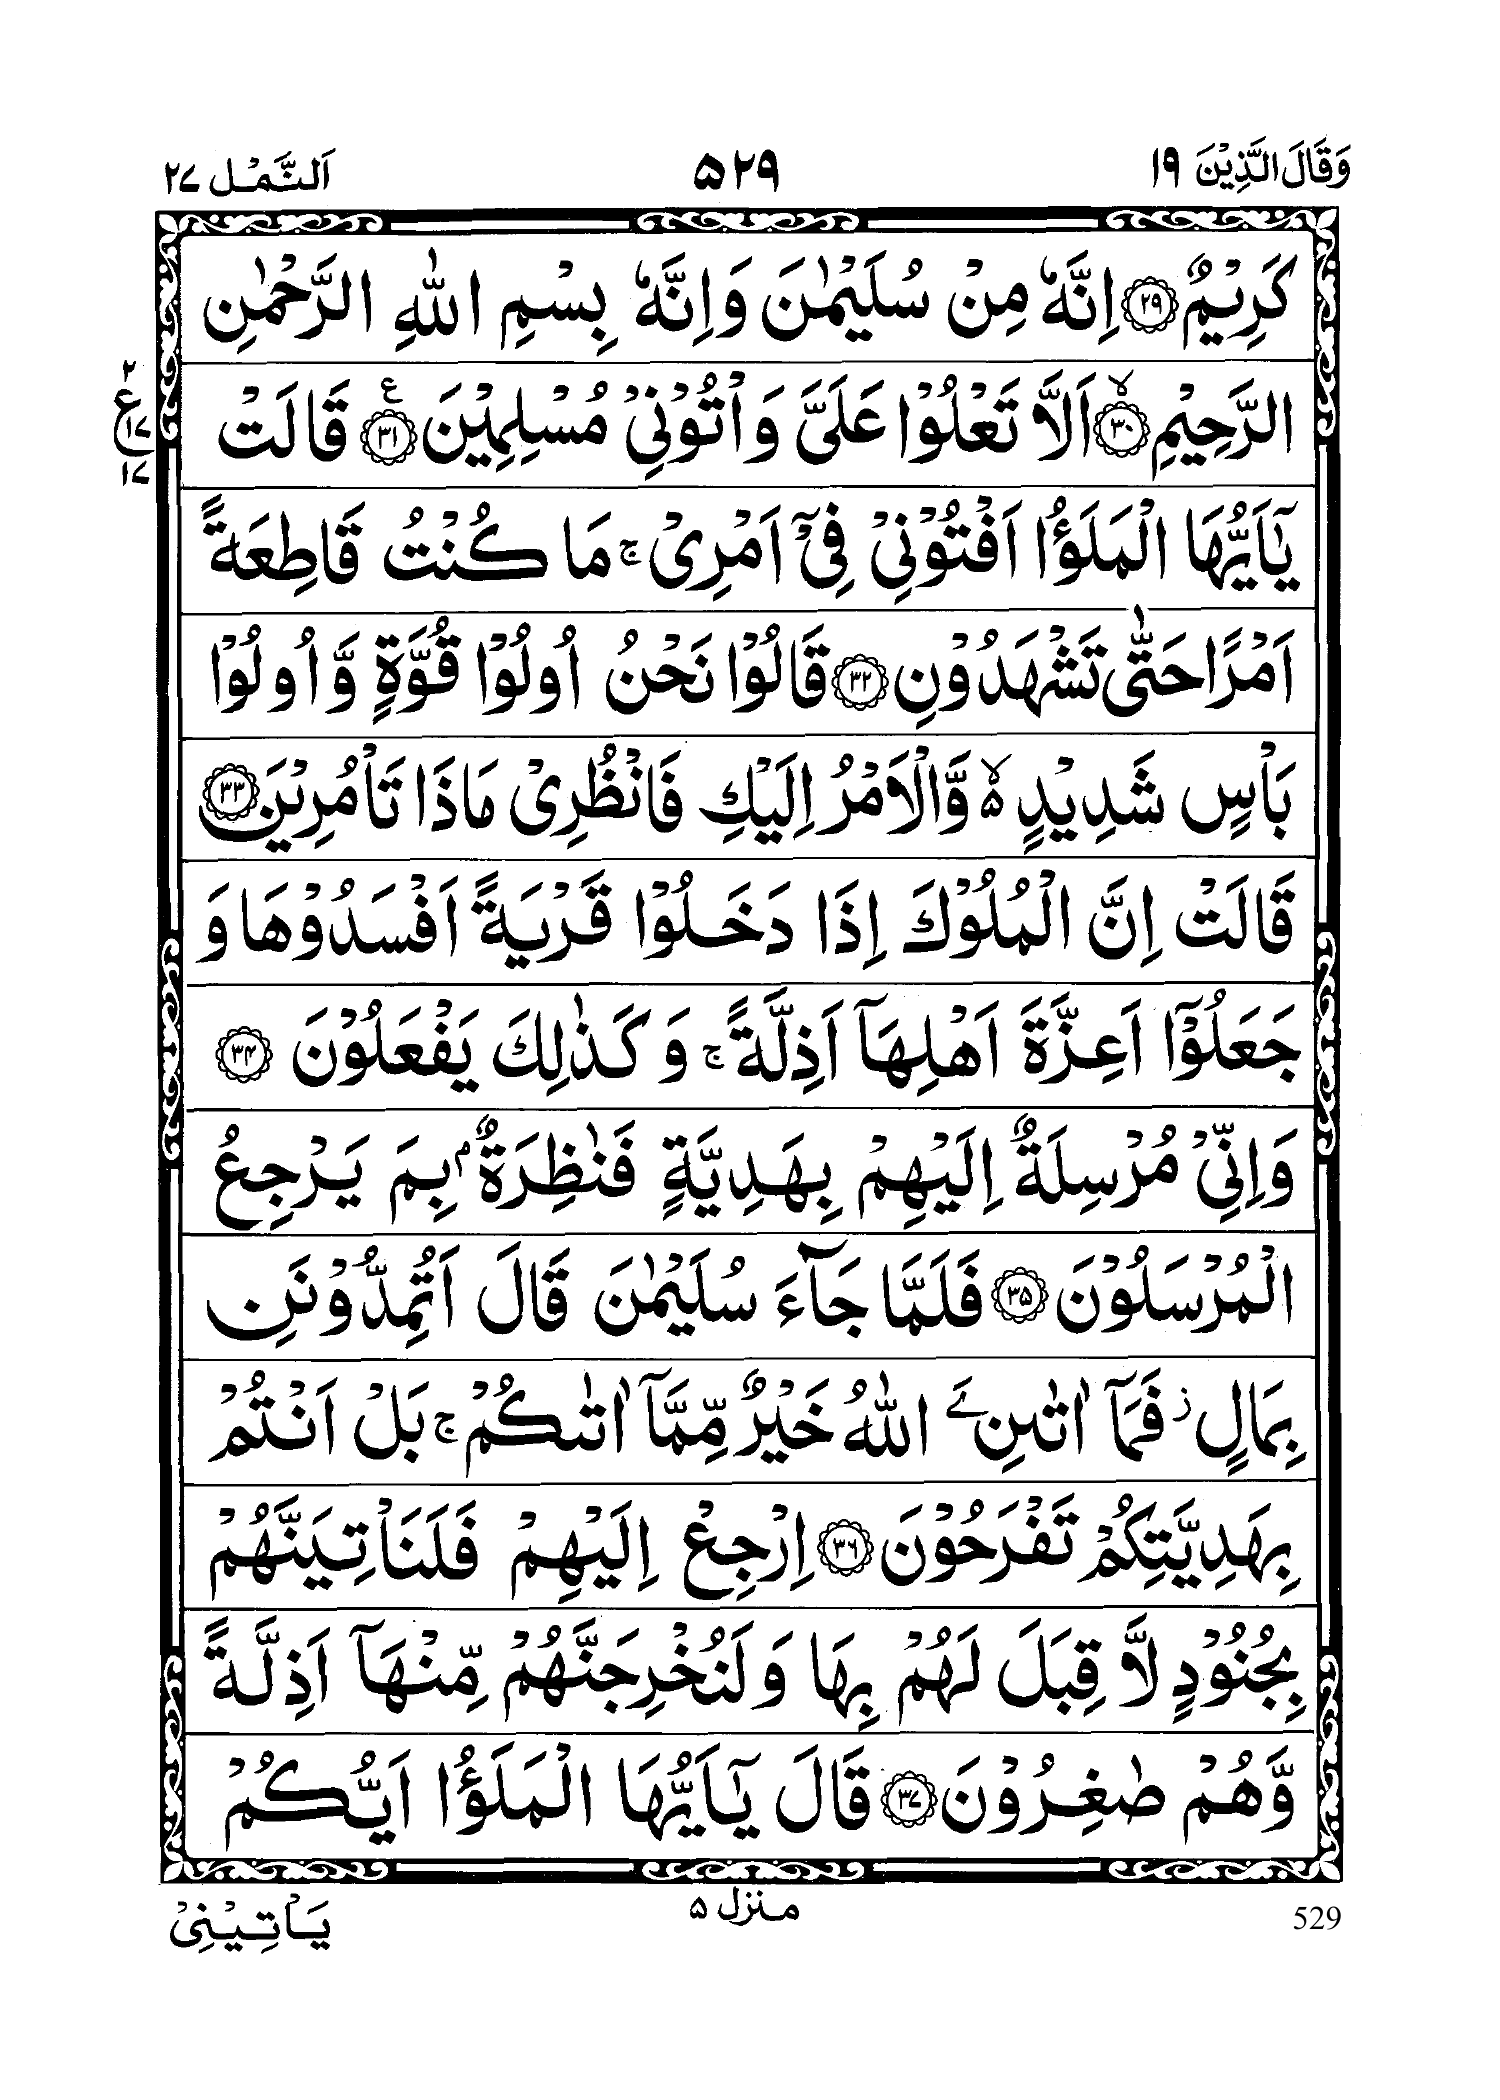 وَقَالَ الَّذِيْنَ ١٩
٥٢٩
اَلنَّمْل ٢٧
كَرِيْمٌ ﴿٢٩﴾ اِنَّهٗ مِنْ سُلَيْمٰنَ وَاِنَّهٗ بِسْمِ اللّٰهِ الرَّحْمٰنِ
الرَّحِيْمِ ۙ﴿٣٠﴾ اَلَّا تَعْلُوْا عَلَىَّ وَاْتُوْنِىْ مُسْلِمِيْنَ ﴿٣١﴾ ع قَالَتْ
٢
ع
١٧
١٧
يٰۤاَيُّهَا الْمَلَؤُا اَفْتُوْنِىْ فِىْۤ اَمْرِىْ ۚ مَا كُنْتُ قَاطِعَةً
اَمْرًا حَتّٰى تَشْهَدُوْنِ ﴿٣٢﴾ قَالُوْا نَحْنُ اُولُوْا قُوَّةٍ وَّ اُولُوْا
بَاْسٍ شَدِيْدٍ ۙ۬ وَّالْاَمْرُ اِلَيْكِ فَانْظُرِىْ مَاذَا تَاْمُرِيْنَ ﴿٣٣﴾
قَالَتْ اِنَّ الْمُلُوْكَ اِذَا دَخَلُوْا قَرْيَةً اَفْسَدُوْهَا وَ
جَعَلُوْۤا اَعِزَّةَ اَهْلِهَاۤ اَذِلَّةً ۚ وَ كَذٰلِكَ يَفْعَلُوْنَ ﴿٣٤﴾
وَاِنِّىْ مُرْسِلَةٌ اِلَيْهِمْ بِهَدِيَّةٍ فَنٰظِرَةٌۢ بِمَ يَرْجِعُ
الْمُرْسَلُوْنَ ﴿٣٥﴾ فَلَمَّا جَآءَ سُلَيْمٰنَ قَالَ اَتُمِدُّوْنَنِ
بِمَالٍ ز فَمَاۤ اٰتٰىنِۦَ اللّٰهُ خَيْرٌ مِّمَّاۤ اٰتٰىكُمْ ۚ بَلْ اَنْتُمْ
بِهَدِيَّتِكُمْ تَفْرَحُوْنَ ﴿٣٦﴾ اِرْجِعْ اِلَيْهِمْ فَلَنَاْتِيَنَّهُمْ
بِجُنُوْدٍ لَّا قِبَلَ لَهُمْ بِهَا وَلَنُخْرِجَنَّهُمْ مِّنْهَاۤ اَذِلَّةً
وَّهُمْ صٰغِرُوْنَ ﴿٣٧﴾ قَالَ يٰۤاَيُّهَا الْمَلَؤُا اَيُّكُمْ
529
منزل ٥
يَاْتِيْنِىْ